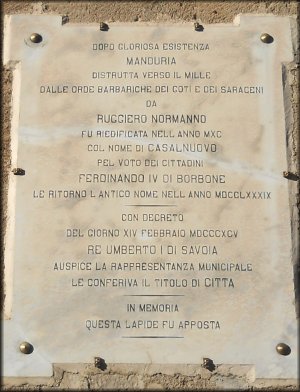 DOPO GLORIOSA ESISTENZA
MANDURIA
DISTRUTTA VERSO IL MILLE
DALLE ORDE BARBARICHE DEI GOTI E DEI SARACENI
DA
RUGGIERO NORMANNO
FU RIEDIFICATA NELL ANNO MXC
COL NOME DI CASALNUOVO
PEL VOTO DEI CITTADINI
FERDINANDO IV DI BORBONE
LE RITORNO L ANTICO NOME NELL ANNO MDCCLXXXIX
CON DECRETO
DEL GIORNO XIV FEBBRAIO MDCCCXCV
RE UMBERTO I DI SAVOIA
AUSPICE LA RAPPRESENTANZA MUNICIPALE
LE CONFERIVA IL TITOLO DI CITTA
IN MEMORIA
QUESTA LAPIDE FU APPOSTA